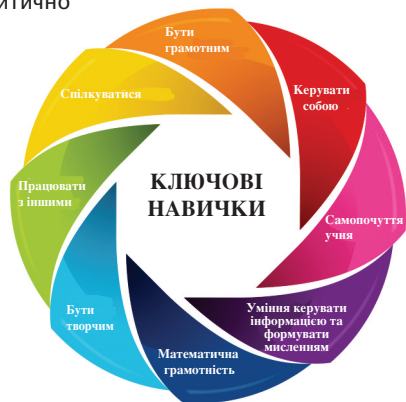 Бути
грамотним
Керувати
собою
Самопочуття
учня
Уміння керувати
інформацією та
формувати
мисленням
Математична
грамотність
Бути
творчим
Працювати
з іншими
Спілкуватися
КЛЮЧОВІ
НАВИЧКИ